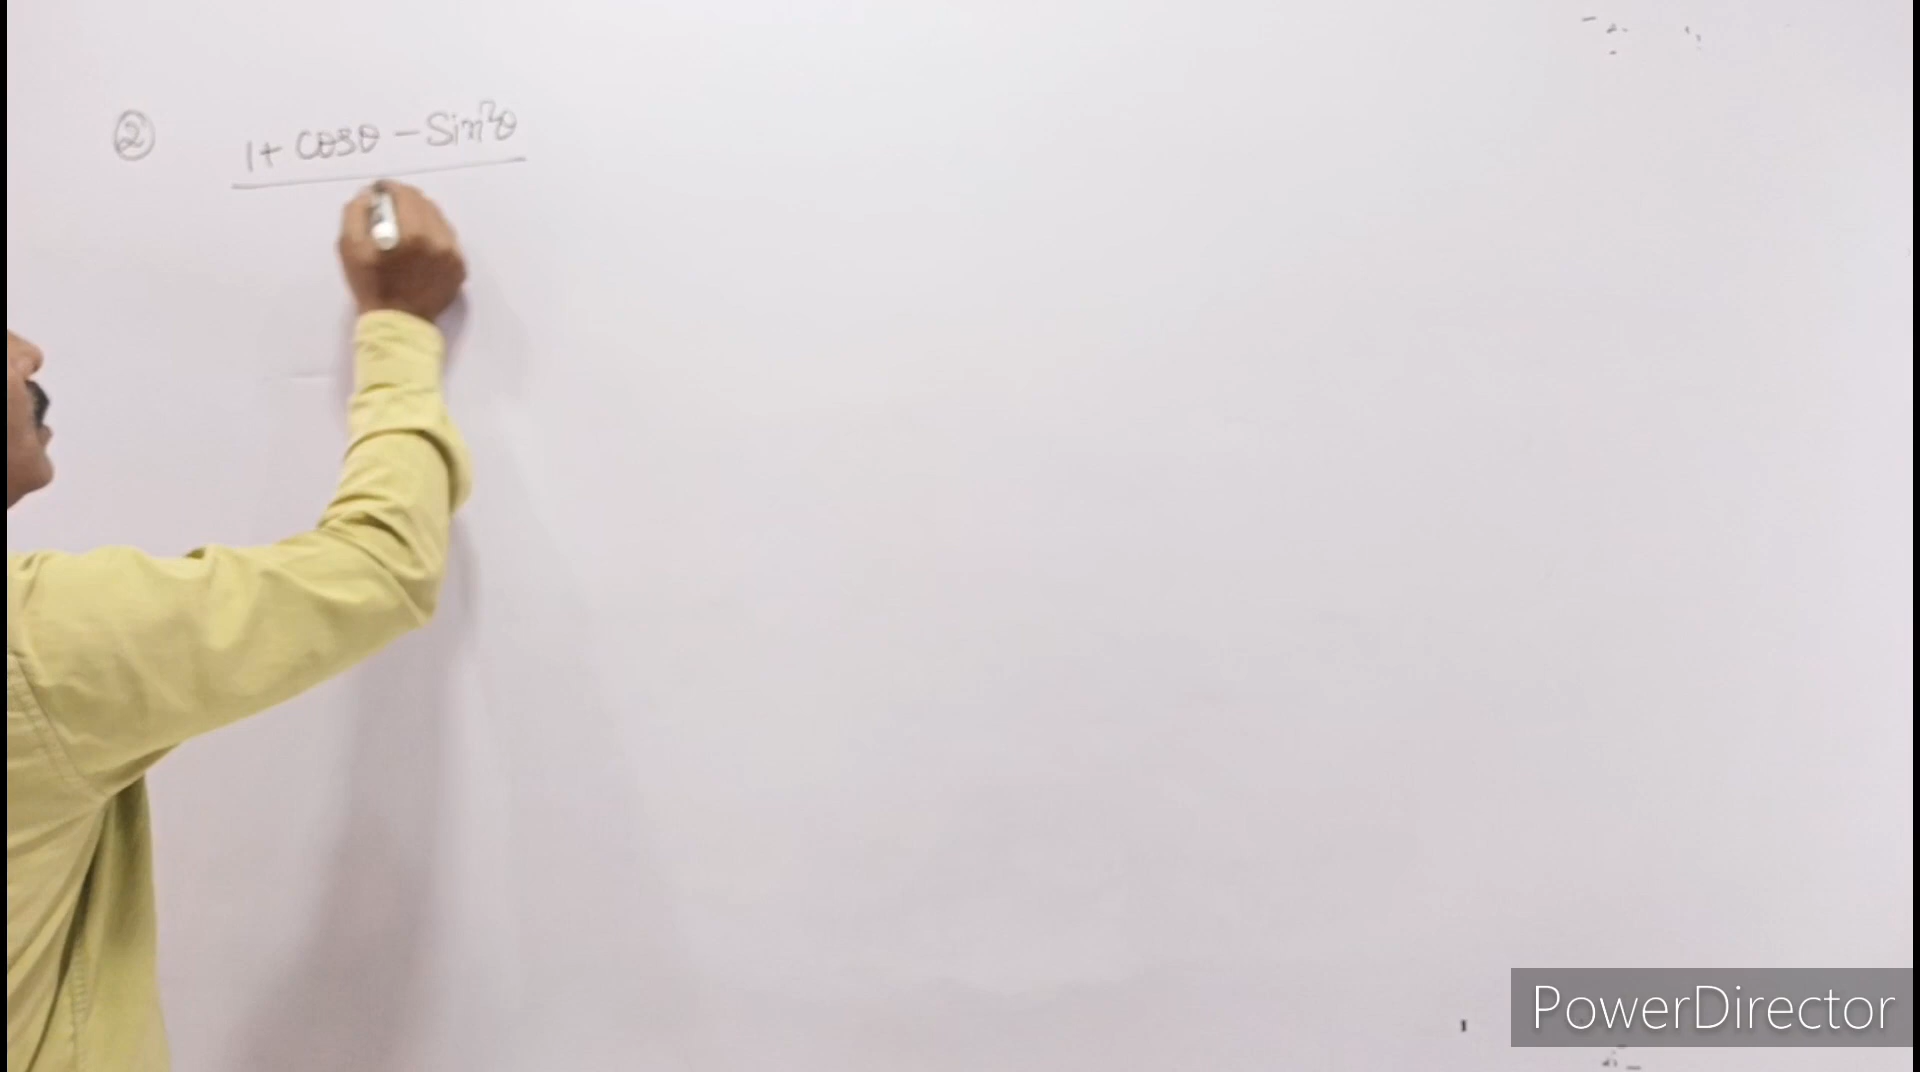 ② 1 + cosθ - Sin²θ
PowerDirector